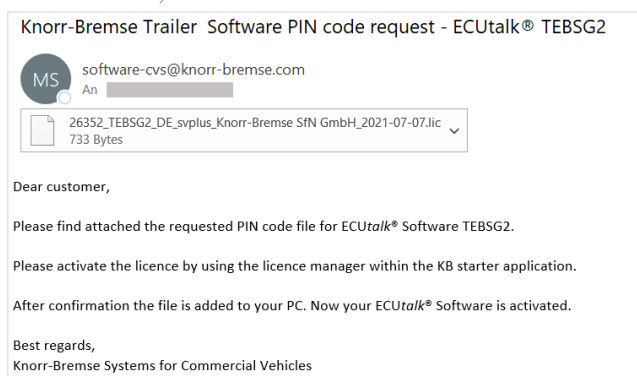 Knorr-Bremse Trailer Software PIN code request - ECUtalk® TEBSG2
MS
software-cvs@knorr-bremse.com
An
26352_TEBSG2_DE_svplus_Knorr-Bremse SfN GmbH_2021-07-07.lic
733 Bytes
Dear customer,
Please find attached the requested PIN code file for ECUtalk® Software TEBSG2.
Please activate the licence by using the licence manager within the KB starter application.
After confirmation the file is added to your PC. Now your ECUtalk® Software is activated.
Best regards,
Knorr-Bremse Systems for Commercial Vehicles